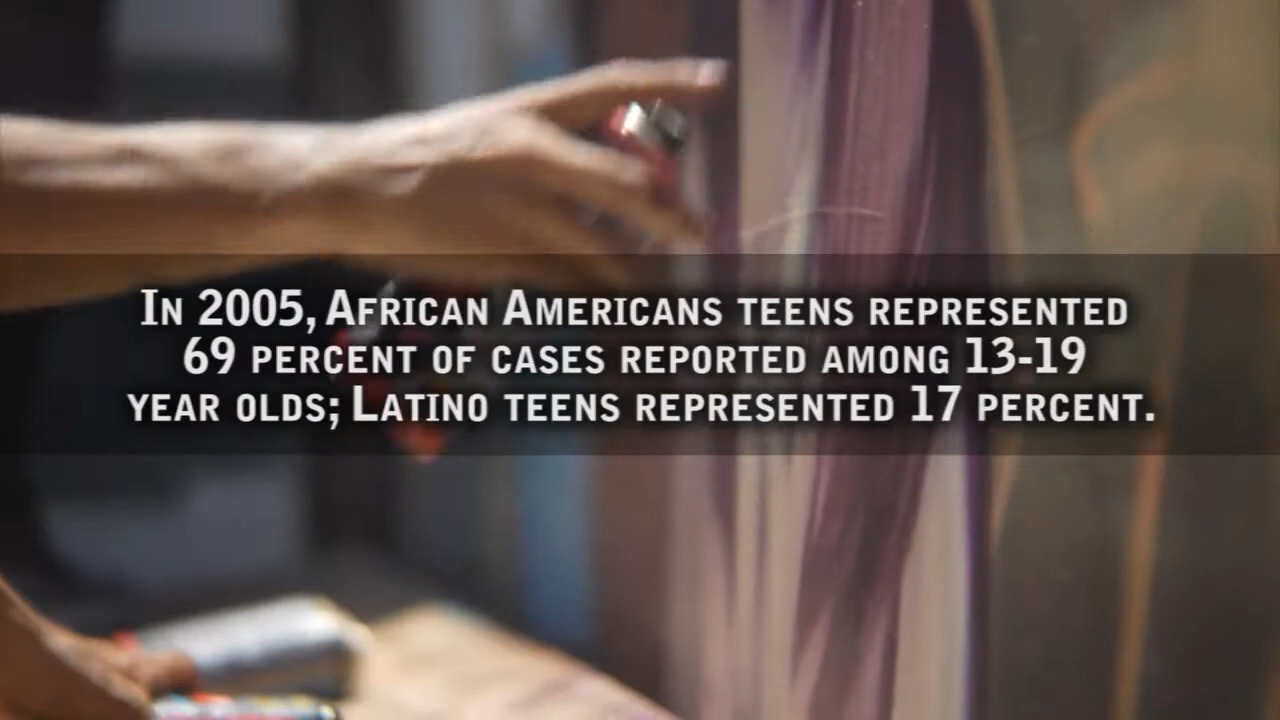 In 2005, African Americans teens represented
69 percent of cases reported among 13-19
year olds; Latino teens represented 17 percent.